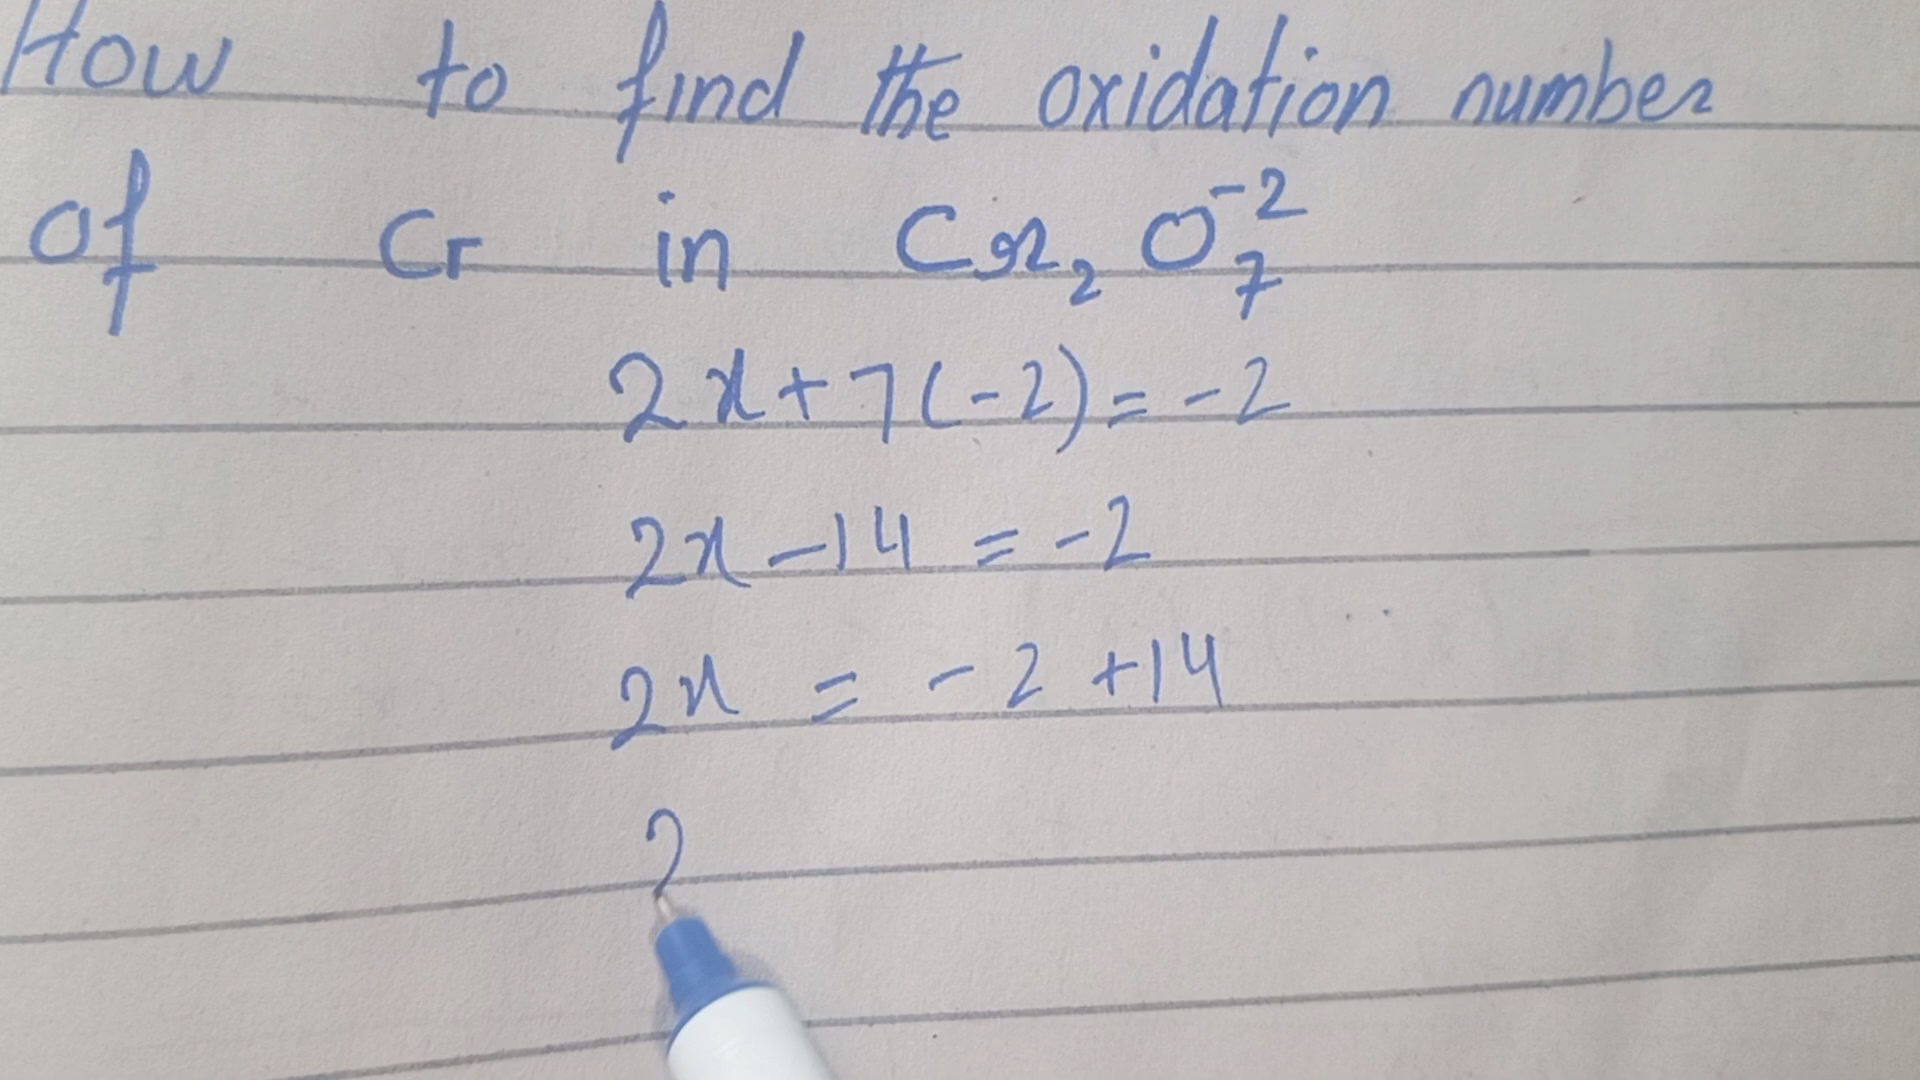 How to find the oxidation number
of Cr in Cr₂O₇⁻²
2x+7(-2)=-2
2x-14=-2
2x=-2+14
2